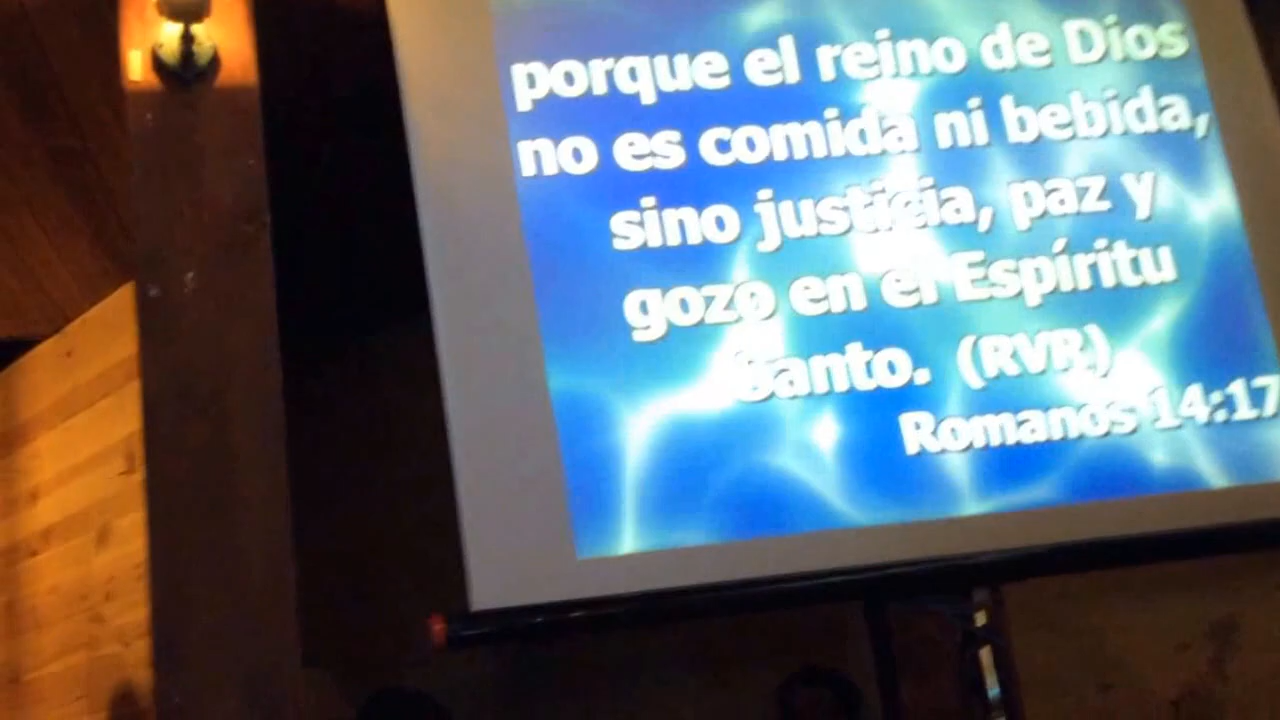 porque el reino de Dios
no es comida ni bebida,
sino justicia, paz y
gozo en el Espíritu
Santo. (RVR)
Romanos 14:17